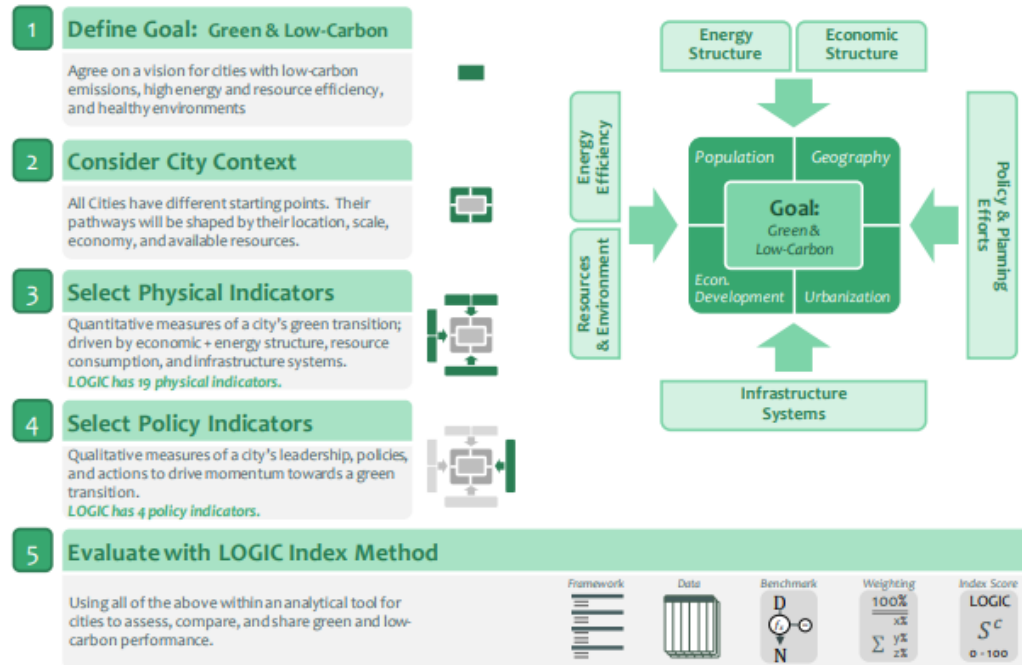 1
Define Goal: Green & Low-Carbon
Agree on a vision for cities with low-carbon
emissions, high energy and resource efficiency,
and healthy environments
2
Consider City Context
All Cities have different starting points. Their
pathways will be shaped by their location, scale,
economy, and available resources.
3
Select Physical Indicators
Quantitative measures of a city's green transition;
driven by economic + energy structure, resource
consumption, and infrastructure systems.
LOGIC has 19 physical indicators.
4
Select Policy Indicators
Qualitative measures of a city's leadership, policies,
and actions to drive momentum towards a green
transition.
LOGIC has 4 policy indicators.
Energy
Structure
Economic
Structure
Energy
Efficiency
Resources
& Environment
Population
Geography
Goal:
Green &
Low-Carbon
Econ.
Development
Urbanization
Policy & Planning
Efforts
Infrastructure
Systems
5
Evaluate with LOGIC Index Method
Using all of the above within an analytical tool for
cities to assess, compare, and share green and low-
carbon performance.
Framework
Data
Benchmark
D
N
Weighting
100%
x%
Σ y%
z%
Index Score
LOGIC
S^c
0 - 100